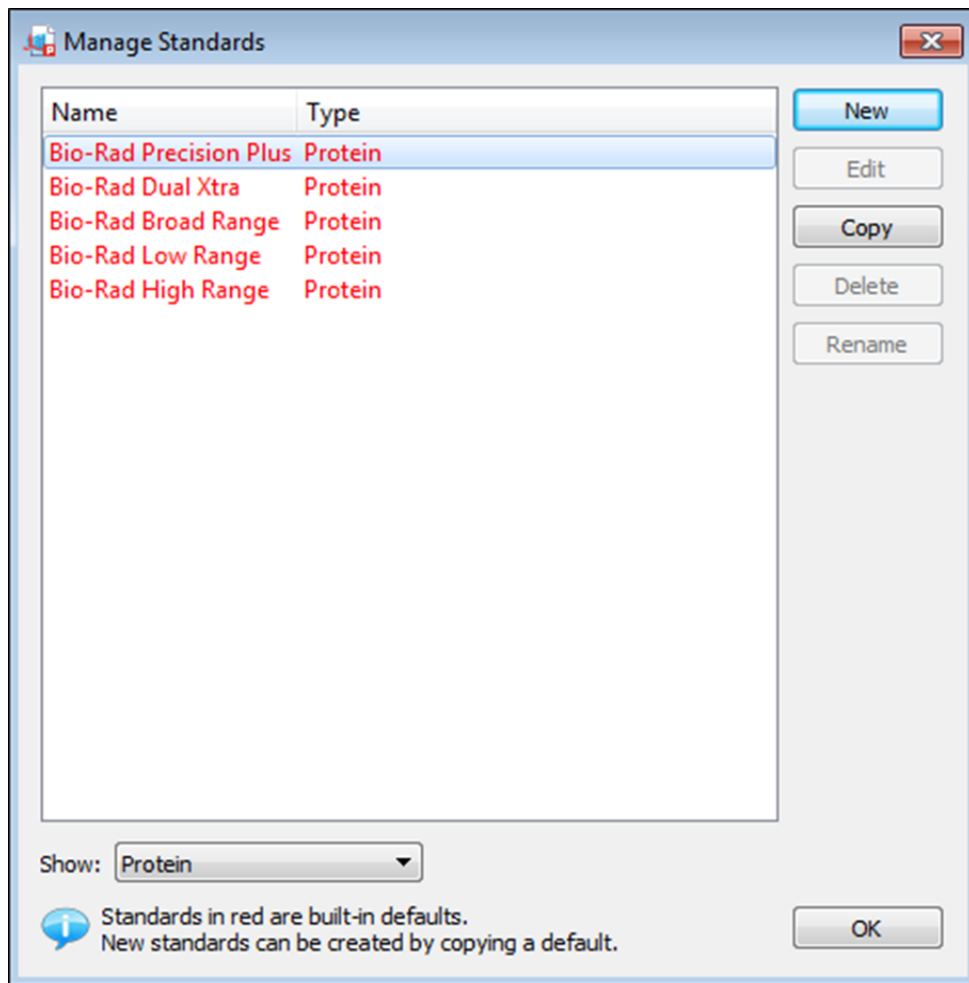 Manage Standards
Name Type
Bio-Rad Precision Plus Protein
Bio-Rad Dual Xtra Protein
Bio-Rad Broad Range Protein
Bio-Rad Low Range Protein
Bio-Rad High Range Protein
New
Edit
Copy
Delete
Rename
Show: Protein
Standards in red are built-in defaults.
New standards can be created by copying a default.
OK